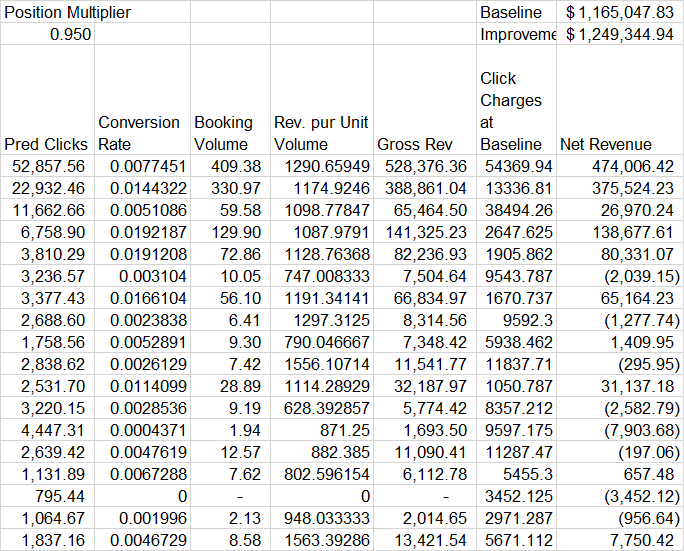 Position Multiplier Baseline $ 1,165,047.83
0.950 Improveme $ 1,249,344.94
Click
Charges
Conversion Booking Rev. pur Unit at
Pred Clicks Rate Volume Volume Gross Rev Baseline Net Revenue
52,857.56 0.0077451 409.38 1290.65949 528,376.36 54369.94 474,006.42
22,932.46 0.0144322 330.97 1174.9246 388,861.04 13336.81 375,524.23
11,662.66 0.0051086 59.58 1098.77847 65,464.50 38494.26 26,970.24
6,758.90 0.0192187 129.90 1087.9791 141,325.23 2647.625 138,677.61
3,810.29 0.0191208 72.86 1128.76368 82,236.93 1905.862 80,331.07
3,236.57 0.003104 10.05 747.008333 7,504.64 9543.787 (2,039.15)
3,377.43 0.0166104 56.10 1191.34141 66,834.97 1670.737 65,164.23
2,688.60 0.0023838 6.41 1297.3125 8,314.56 9592.3 (1,277.74)
1,758.56 0.0052891 9.30 790.046667 7,348.42 5938.462 1,409.95
2,838.62 0.0026129 7.42 1556.10714 11,541.77 11837.71 (295.95)
2,531.70 0.0114099 28.89 1114.28929 32,187.97 1050.787 31,137.18
3,220.15 0.0028536 9.19 628.392857 5,774.42 8357.212 (2,582.79)
4,447.31 0.0004371 1.94 871.25 1,693.50 9597.175 (7,903.68)
2,639.42 0.0047619 12.57 882.385 11,090.41 11287.47 (197.06)
1,131.89 0.0067288 7.62 802.596154 6,112.78 5455.3 657.48
795.44 0 - 0 - 3452.125 (3,452.12)
1,064.67 0.001996 2.13 948.033333 2,014.65 2971.287 (956.64)
1,837.16 0.0046729 8.58 1563.39286 13,421.54 5671.112 7,750.42